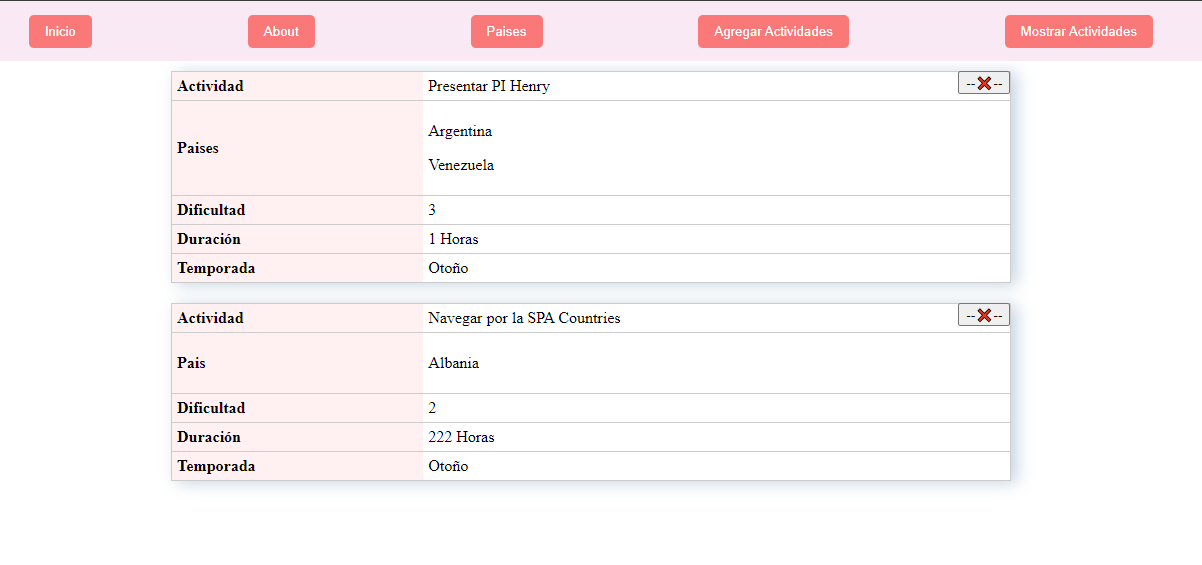 Inicio About Paises Agregar Actividades Mostrar Actividades
Actividad Presentar PI Henry --❌--
Paises Argentina
Venezuela
Dificultad 3
Duración 1 Horas
Temporada Otoño
Actividad Navegar por la SPA Countries --❌--
Pais Albania
Dificultad 2
Duración 222 Horas
Temporada Otoño